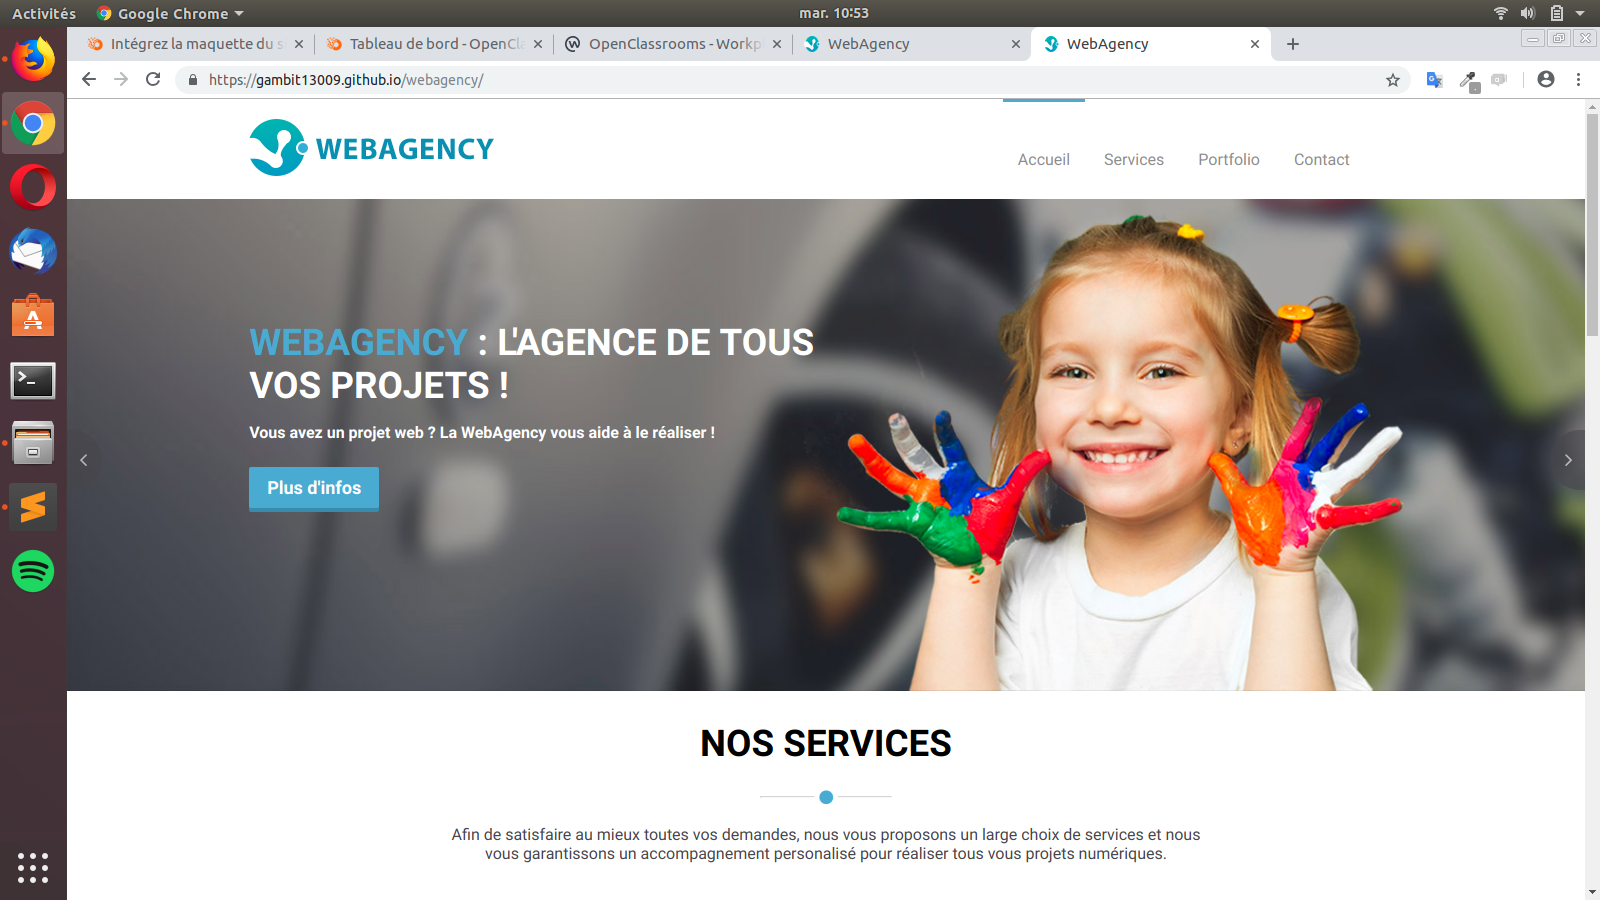 Activités Google Chrome mar. 10:53
Intégrez la maquette du s Tableau de bord - OpenCla OpenClassrooms - Workp WebAgency WebAgency
https://gambit13009.github.io/webagency/
WEBAGENCY
Accueil Services Portfolio Contact
WEBAGENCY : L'AGENCE DE TOUS
VOS PROJETS !
Vous avez un projet web ? La WebAgency vous aide à le réaliser !
Plus d'infos
NOS SERVICES
Afin de satisfaire au mieux toutes vos demandes, nous vous proposons un large choix de services et nous
vous garantissons un accompagnement personalisé pour réaliser tous vous projets numériques.